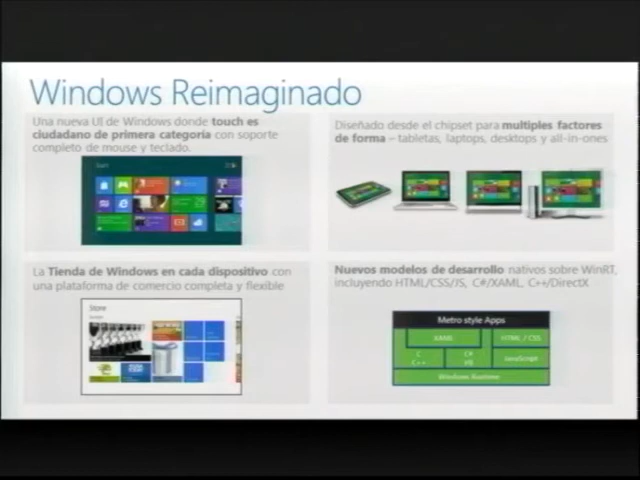 Windows Reimaginado
Una nueva UI de Windows donde touch es
ciudadano de primera categoría con soporte
completo de mouse y teclado.
Start
Diseñado desde el chipset para multiples factores
de forma – tabletas, laptops, desktops y all-in-ones
La Tienda de Windows en cada dispositivo con
una plataforma de comercio completa y flexible
Store
Nuevos modelos de desarrollo nativos sobre WinRT,
incluyendo HTML/CSS/JS, C#/XAML, C++/DirectX
Metro style Apps
XAML
HTML / CSS
C
C++
C#
VB
JavaScript
Windows Runtime